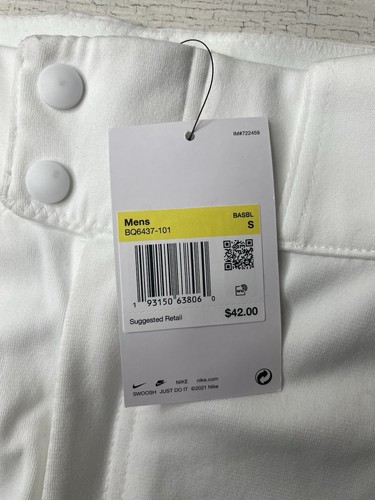 IM#722459
Mens
BASBL
BQ6437-101
S
1 93150 63806 0
Suggested Retail
$42.00
NIKE nike.com
SWOOSH JUST DO IT ©2021 Nike